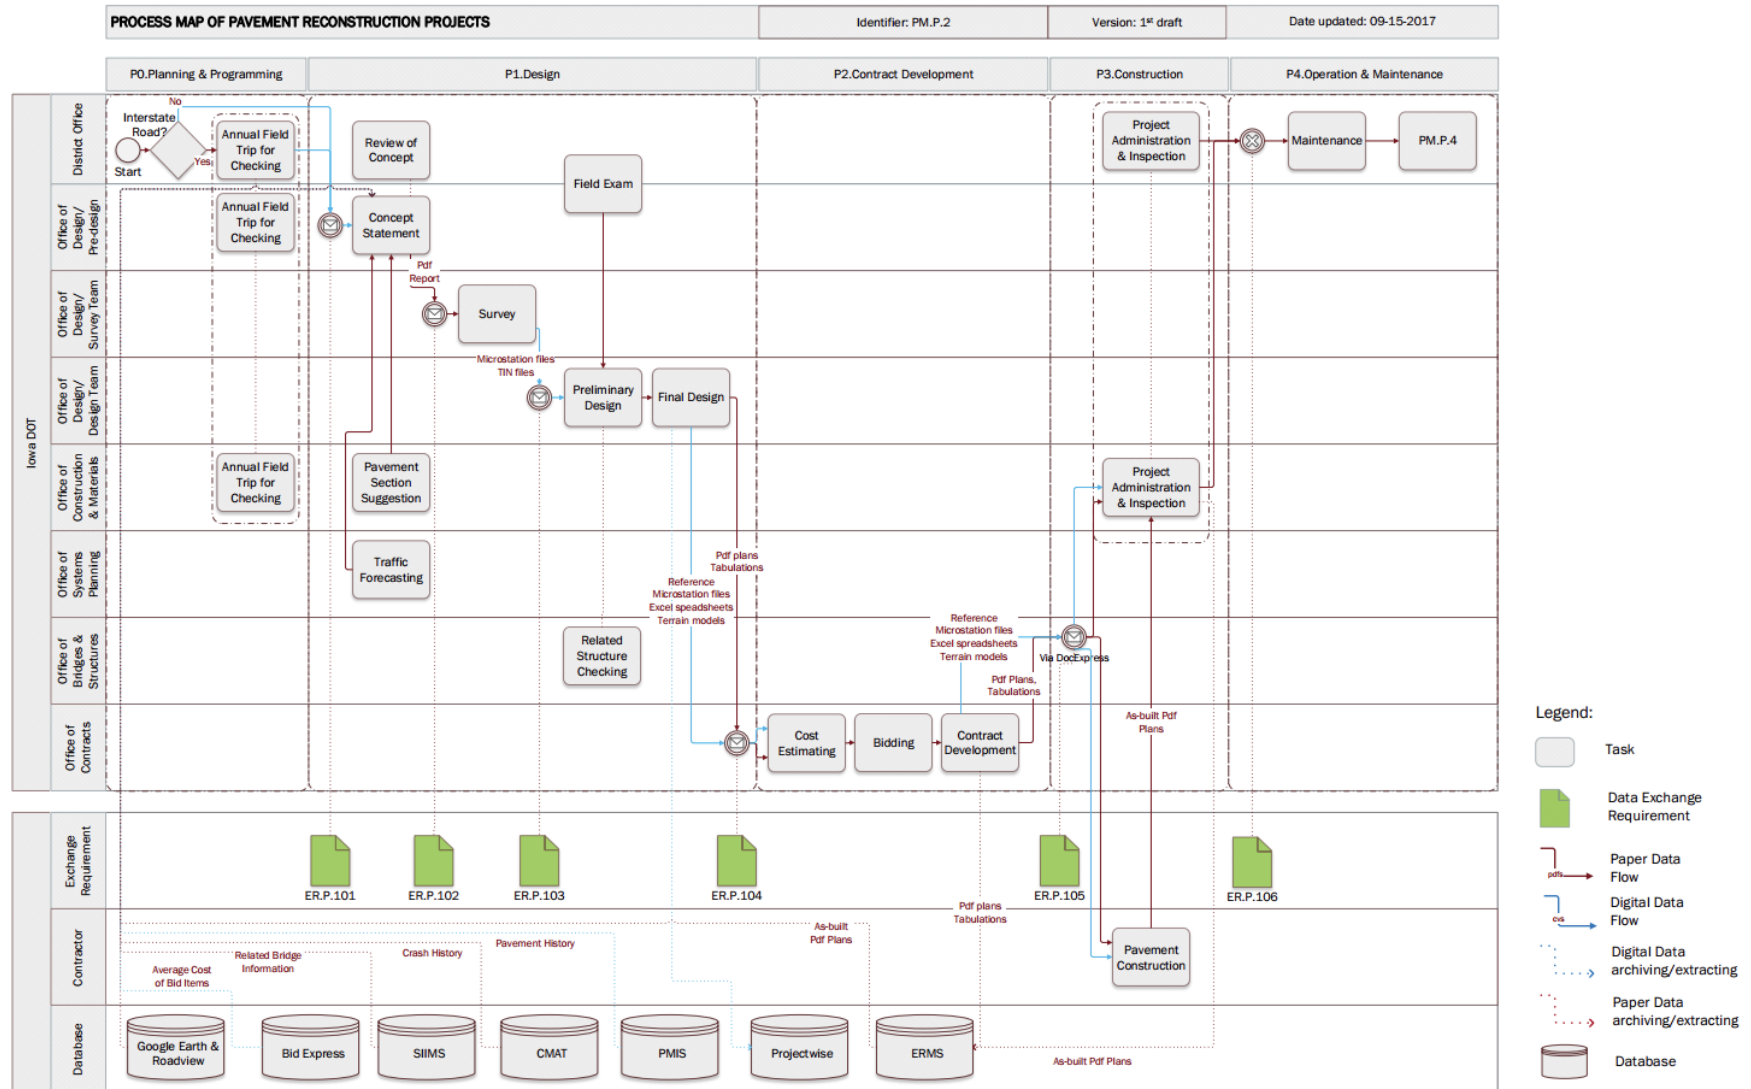 PROCESS MAP OF PAVEMENT RECONSTRUCTION PROJECTS
Identifier: PM.P.2
Version: 1st draft
Date updated: 09-15-2017
P0.Planning & Programming
P1.Design
P2.Contract Development
P3.Construction
P4.Operation & Maintenance
Iowa DOT
District Office
No
Interstate
Road?
Yes
Start
Annual Field
Trip for
Checking
Review of
Concept
Field Exam
Project
Administration
& Inspection
Maintenance
PM.P.4
Office of
Design/
Pre-design
Annual Field
Trip for
Checking
Concept
Statement
Pdf
Report
Office of
Design/
Survey Team
Survey
Microstation files
TIN files
Office of
Design/
Design Team
Preliminary
Design
Final Design
Office of
Construction
& Materials
Annual Field
Trip for
Checking
Pavement
Section
Suggestion
Project
Administration
& Inspection
Office of
Systems
Planning
Traffic
Forecasting
Pdf plans
Tabulations
Reference
Microstation files
Excel speadsheets
Terrain models
Office of
Bridges &
Structures
Related
Structure
Checking
Reference
Microstation files
Excel spreadsheets
Terrain models
Via DocExpress
Pdf Plans,
Tabulations
Office of
Contracts
Cost
Estimating
Bidding
Contract
Development
As-built Pdf
Plans
Exchange
Requirement
ER.P.101
ER.P.102
ER.P.103
ER.P.104
ER.P.105
ER.P.106
Contractor
Average Cost
of Bid Items
Related Bridge
Information
Crash History
Pavement History
As-built
Pdf Plans
Pdf plans
Tabulations
Pavement
Construction
Database
Google Earth &
Roadview
Bid Express
SIIMS
CMAT
PMIS
Projectwise
ERMS
As-built Pdf Plans
Legend:
Task
Data Exchange
Requirement
pdfs
Paper Data
Flow
cvs
Digital Data
Flow
Digital Data
archiving/extracting
Paper Data
archiving/extracting
Database